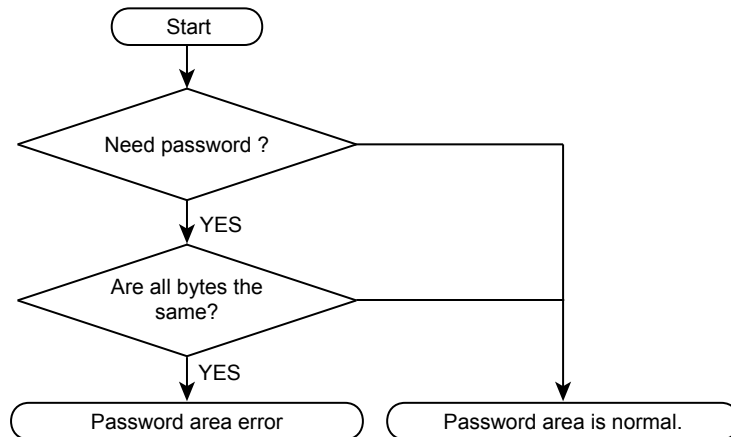 Start
Need password ?
YES
Are all bytes the
same?
YES
Password area error
Password area is normal.